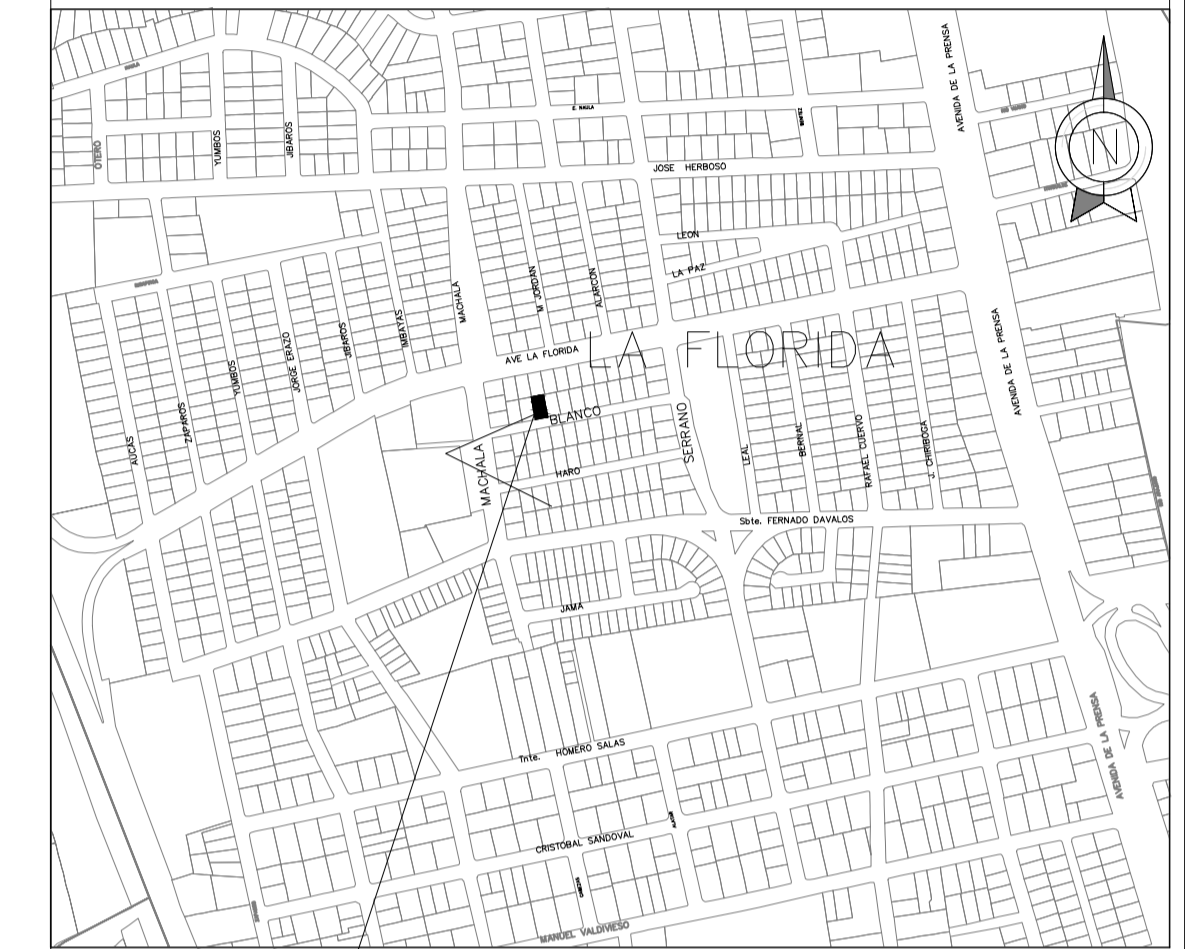 AVENIDA DE LA PRENSA
N
E. NAULA
OTERO
YUMBOS
JIBAROS
JOSE HERBOSO
LEON
LA PAZ
MACHALA
M JORDAN
ALARCON
IMBAYAS
JIBAROS
JORGE ERAZO
YUMBOS
ZAPAROS
AUCAS
AVE LA FLORIDA
LA FLORIDA
AVENIDA DE LA PRENSA
BLANCO
SERRANO
LEAL
BERNAL
RAFAEL CUERVO
J. CHIRIBOGA
MACHALA
HARO
Sbte. FERNADO DAVALOS
JAMA
AVENIDA DE LA PRENSA
Tnte. HOMERO SALAS
CRISTOBAL SANDOVAL
MANUEL VALDIVIESO